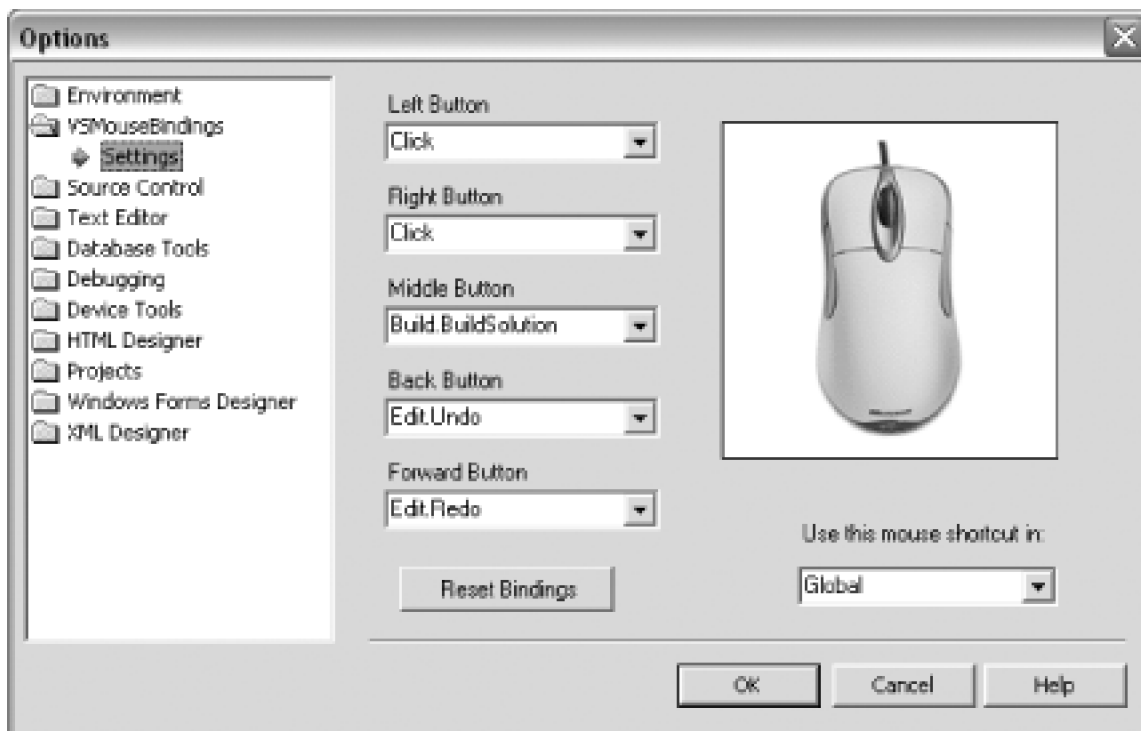 Options
Environment
VSMouseBindings
Settings
Source Control
Text Editor
Database Tools
Debugging
Device Tools
HTML Designer
Projects
Windows Forms Designer
XML Designer
Left Button
Click
Right Button
Click
Middle Button
Build.BuildSolution
Back Button
Edit.Undo
Forward Button
Edit.Redo
Reset Bindings
Microsoft
Use this mouse shortcut in:
Global
OK
Cancel
Help